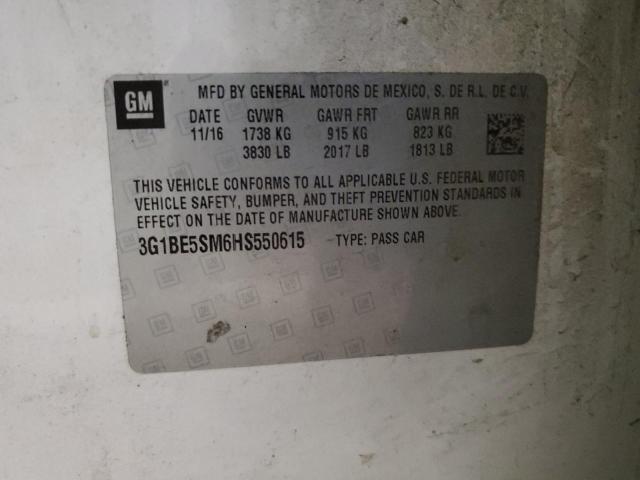 GM
MFD BY GENERAL MOTORS DE MEXICO, S. DE R.L. DE C.V.
DATE GVWR GAWR FRT GAWR RR
11/16 1738 KG 915 KG 823 KG
3830 LB 2017 LB 1813 LB
THIS VEHICLE CONFORMS TO ALL APPLICABLE U.S. FEDERAL MOTOR
VEHICLE SAFETY, BUMPER, AND THEFT PREVENTION STANDARDS IN
EFFECT ON THE DATE OF MANUFACTURE SHOWN ABOVE.
3G1BE5SM6HS550615 TYPE: PASS CAR